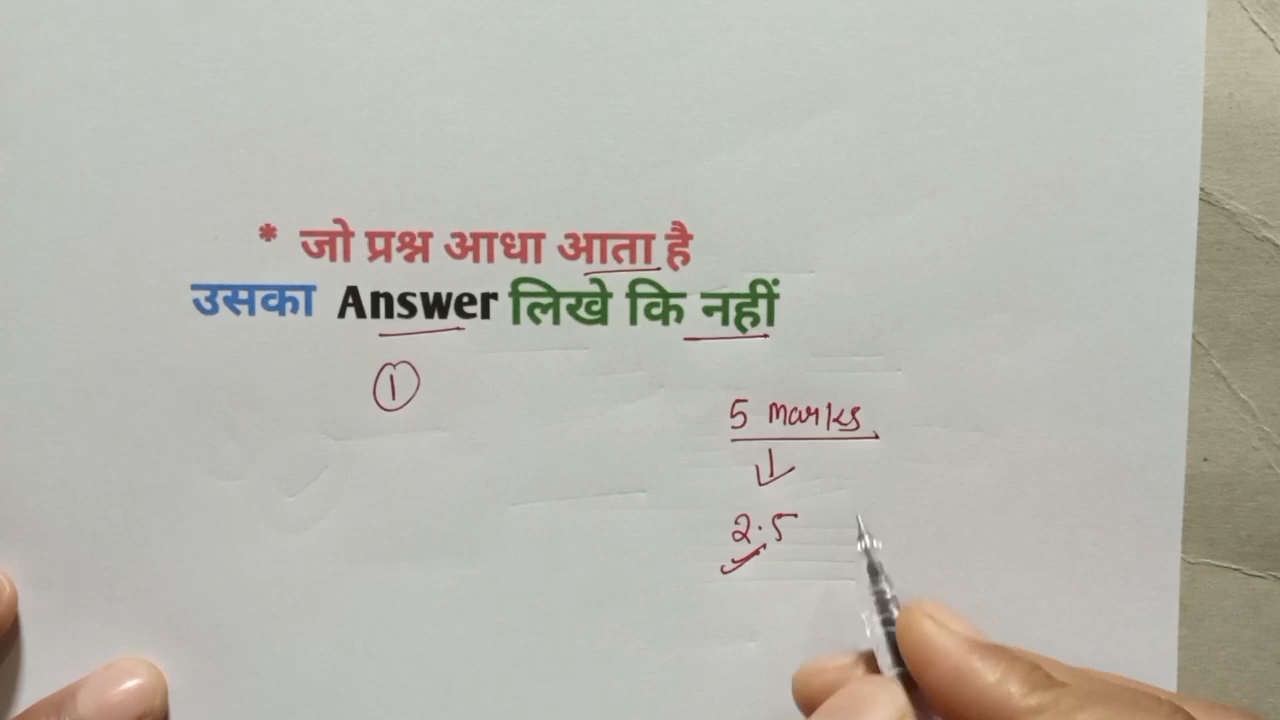 * जो प्रश्न आधा आता है
उसका Answer लिखे कि नहीं
1
5 marks
2.5